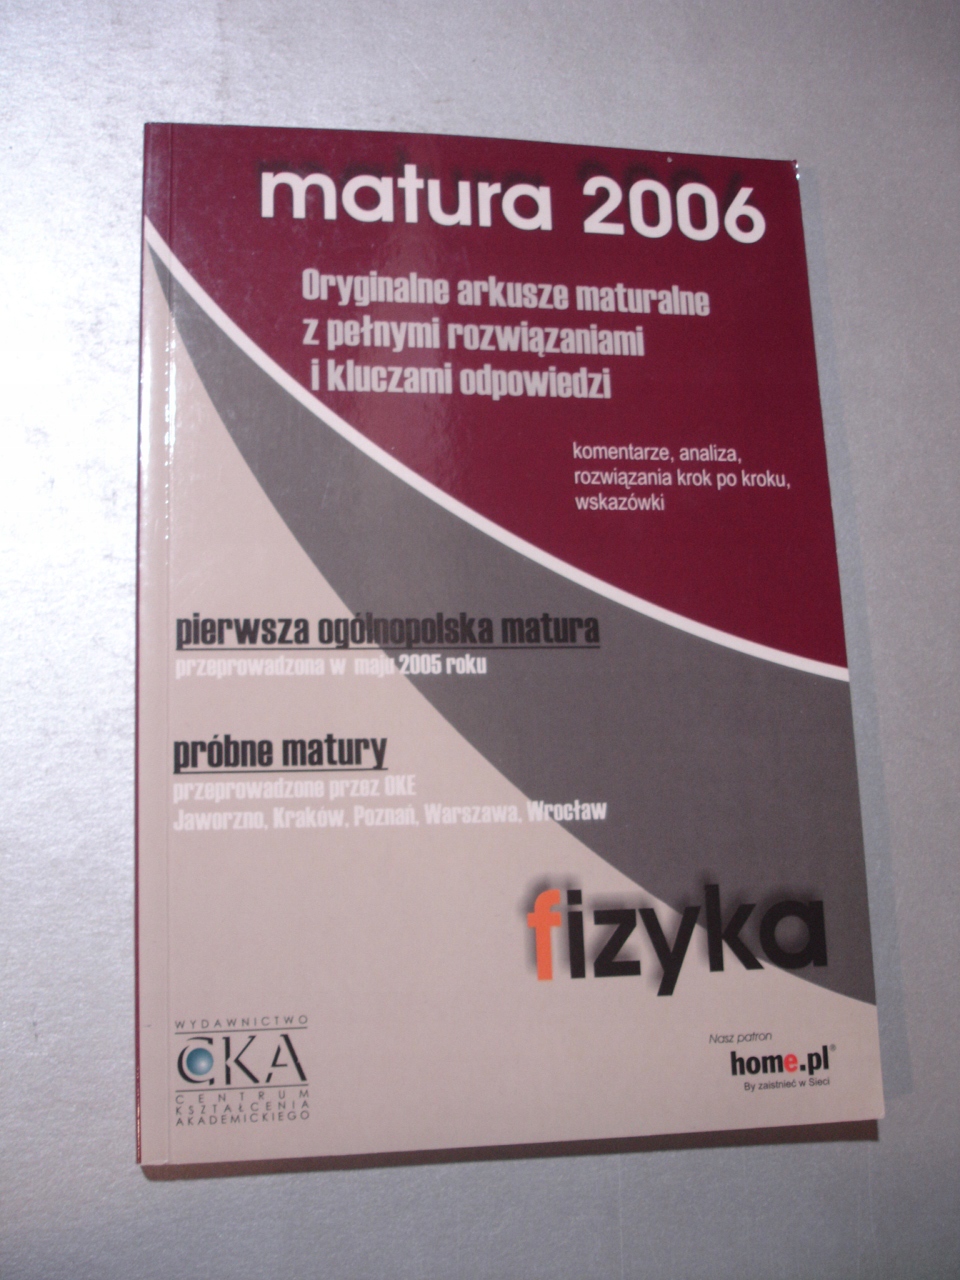 matura 2006
Oryginalne arkusze maturalne
z pełnymi rozwiązaniami
i kluczami odpowiedzi
komentarze, analiza,
rozwiązania krok po kroku,
wskazówki
pierwsza ogólnopolska matura
przeprowadzona w maju 2005 roku
próbne matury
przeprowadzone przez OKE
Jaworzno, Kraków, Poznań, Warszawa, Wrocław
fizyka
WYDAWNICTWO
CKA
CENTRUM
KSZTAŁCENIA
AKADEMICKIEGO
Nasz patron
home.pl®
By zaistnieć w Sieci